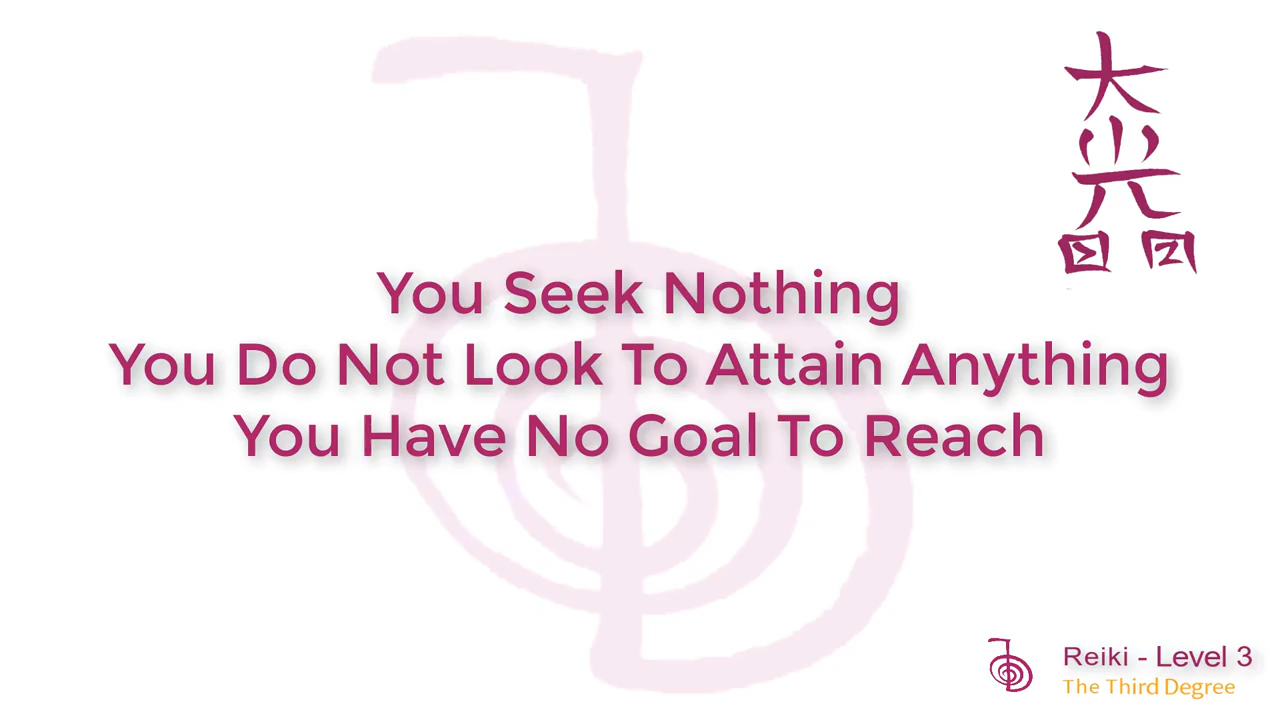 You Seek Nothing
You Do Not Look To Attain Anything
You Have No Goal To Reach
Reiki - Level 3
The Third Degree